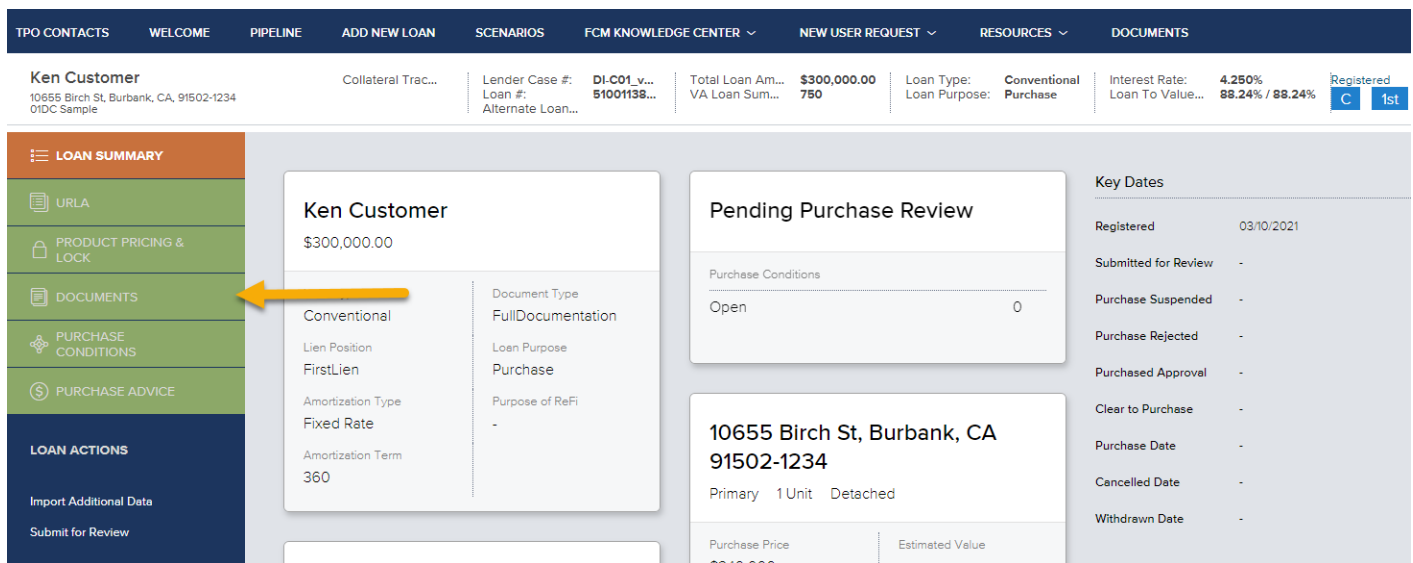 TPO CONTACTS WELCOME PIPELINE ADD NEW LOAN SCENARIOS FCM KNOWLEDGE CENTER NEW USER REQUEST RESOURCES DOCUMENTS
Ken Customer
10655 Birch St, Burbank, CA, 91502-1234
01DC Sample
Collateral Trac...
Lender Case #: DI-C01_v...
Loan #: 51001138...
Alternate Loan...
Total Loan Am... $300,000.00
VA Loan Sum... 750
Loan Type: Conventional
Loan Purpose: Purchase
Interest Rate: 4.250%
Loan To Value... 88.24% / 88.24%
Registered
C 1st
LOAN SUMMARY
URLA
PRODUCT PRICING &
LOCK
DOCUMENTS
PURCHASE
CONDITIONS
PURCHASE ADVICE
LOAN ACTIONS
Import Additional Data
Submit for Review
Ken Customer
$300,000.00
Conventional
Document Type
FullDocumentation
Lien Position
FirstLien
Loan Purpose
Purchase
Amortization Type
Fixed Rate
Purpose of ReFi
-
Amortization Term
360
Pending Purchase Review
Purchase Conditions
Open 0
10655 Birch St, Burbank, CA
91502-1234
Primary 1 Unit Detached
Purchase Price
Estimated Value
Key Dates
Registered 03/10/2021
Submitted for Review -
Purchase Suspended -
Purchase Rejected -
Purchased Approval -
Clear to Purchase -
Purchase Date -
Cancelled Date -
Withdrawn Date -